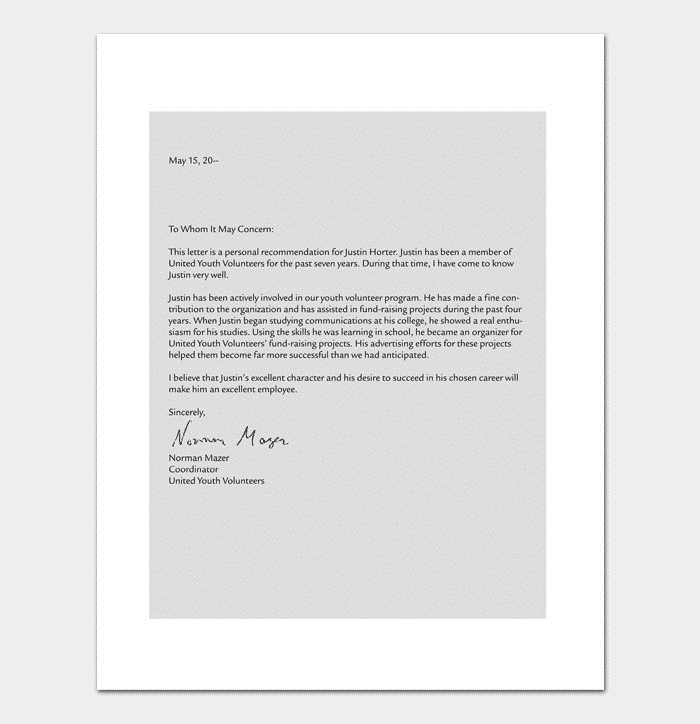 May 15, 20--
To Whom It May Concern:
This letter is a personal recommendation for Justin Horter. Justin has been a member of
United Youth Volunteers for the past seven years. During that time, I have come to know
Justin very well.
Justin has been actively involved in our youth volunteer program. He has made a fine con-
tribution to the organization and has assisted in fund-raising projects during the past four
years. When Justin began studying communications at his college, he showed a real enthu-
siasm for his studies. Using the skills he was learning in school, he became an organizer for
United Youth Volunteers' fund-raising projects. His advertising efforts for these projects
helped them become far more successful than we had anticipated.
I believe that Justin's excellent character and his desire to succeed in his chosen career will
make him an excellent employee.
Sincerely,
Norman Mazer
Norman Mazer
Coordinator
United Youth Volunteers